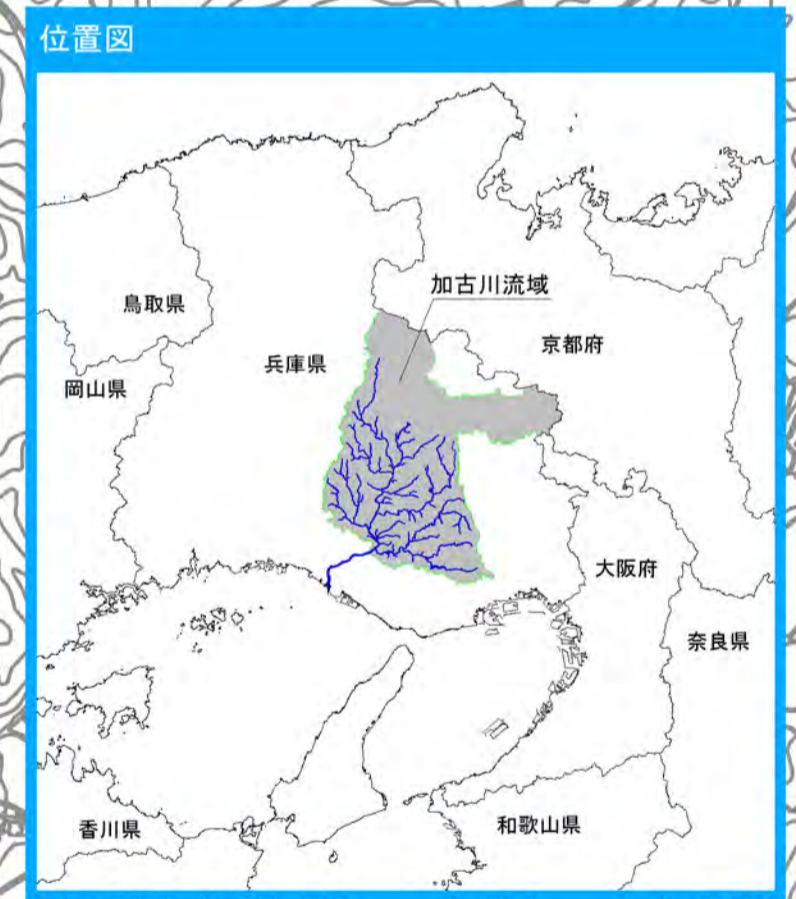 位置図
加古川流域
鳥取県
京都府
兵庫県
岡山県
大阪府
奈良県
香川県
和歌山県